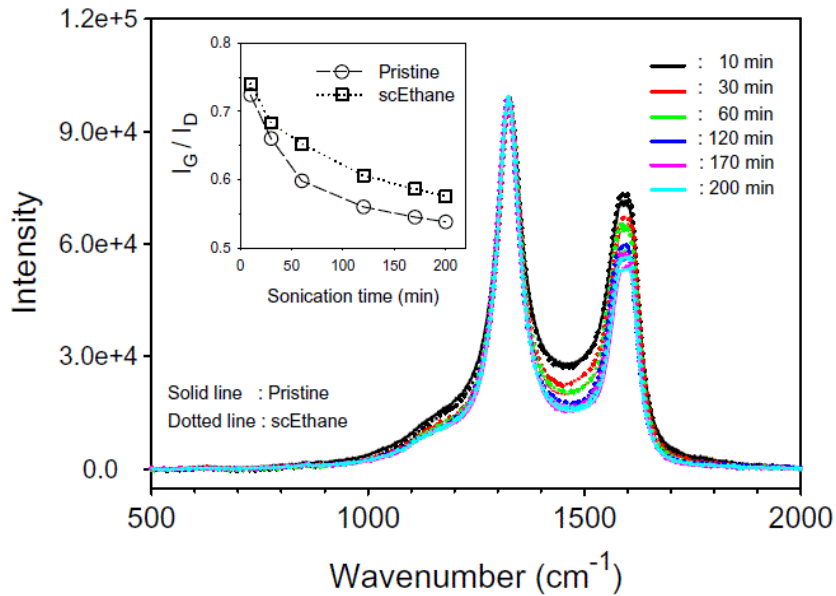 1.2e+5
9.0e+4
6.0e+4
3.0e+4
0.0
Intensity
500
1000
1500
2000
Wavenumber (cm⁻¹)
0.8
0.7
0.6
0.5
I_G / I_D
0
50
100
150
200
Sonication time (min)
Pristine
scEthane
: 10 min
: 30 min
: 60 min
: 120 min
: 170 min
: 200 min
Solid line : Pristine
Dotted line : scEthane